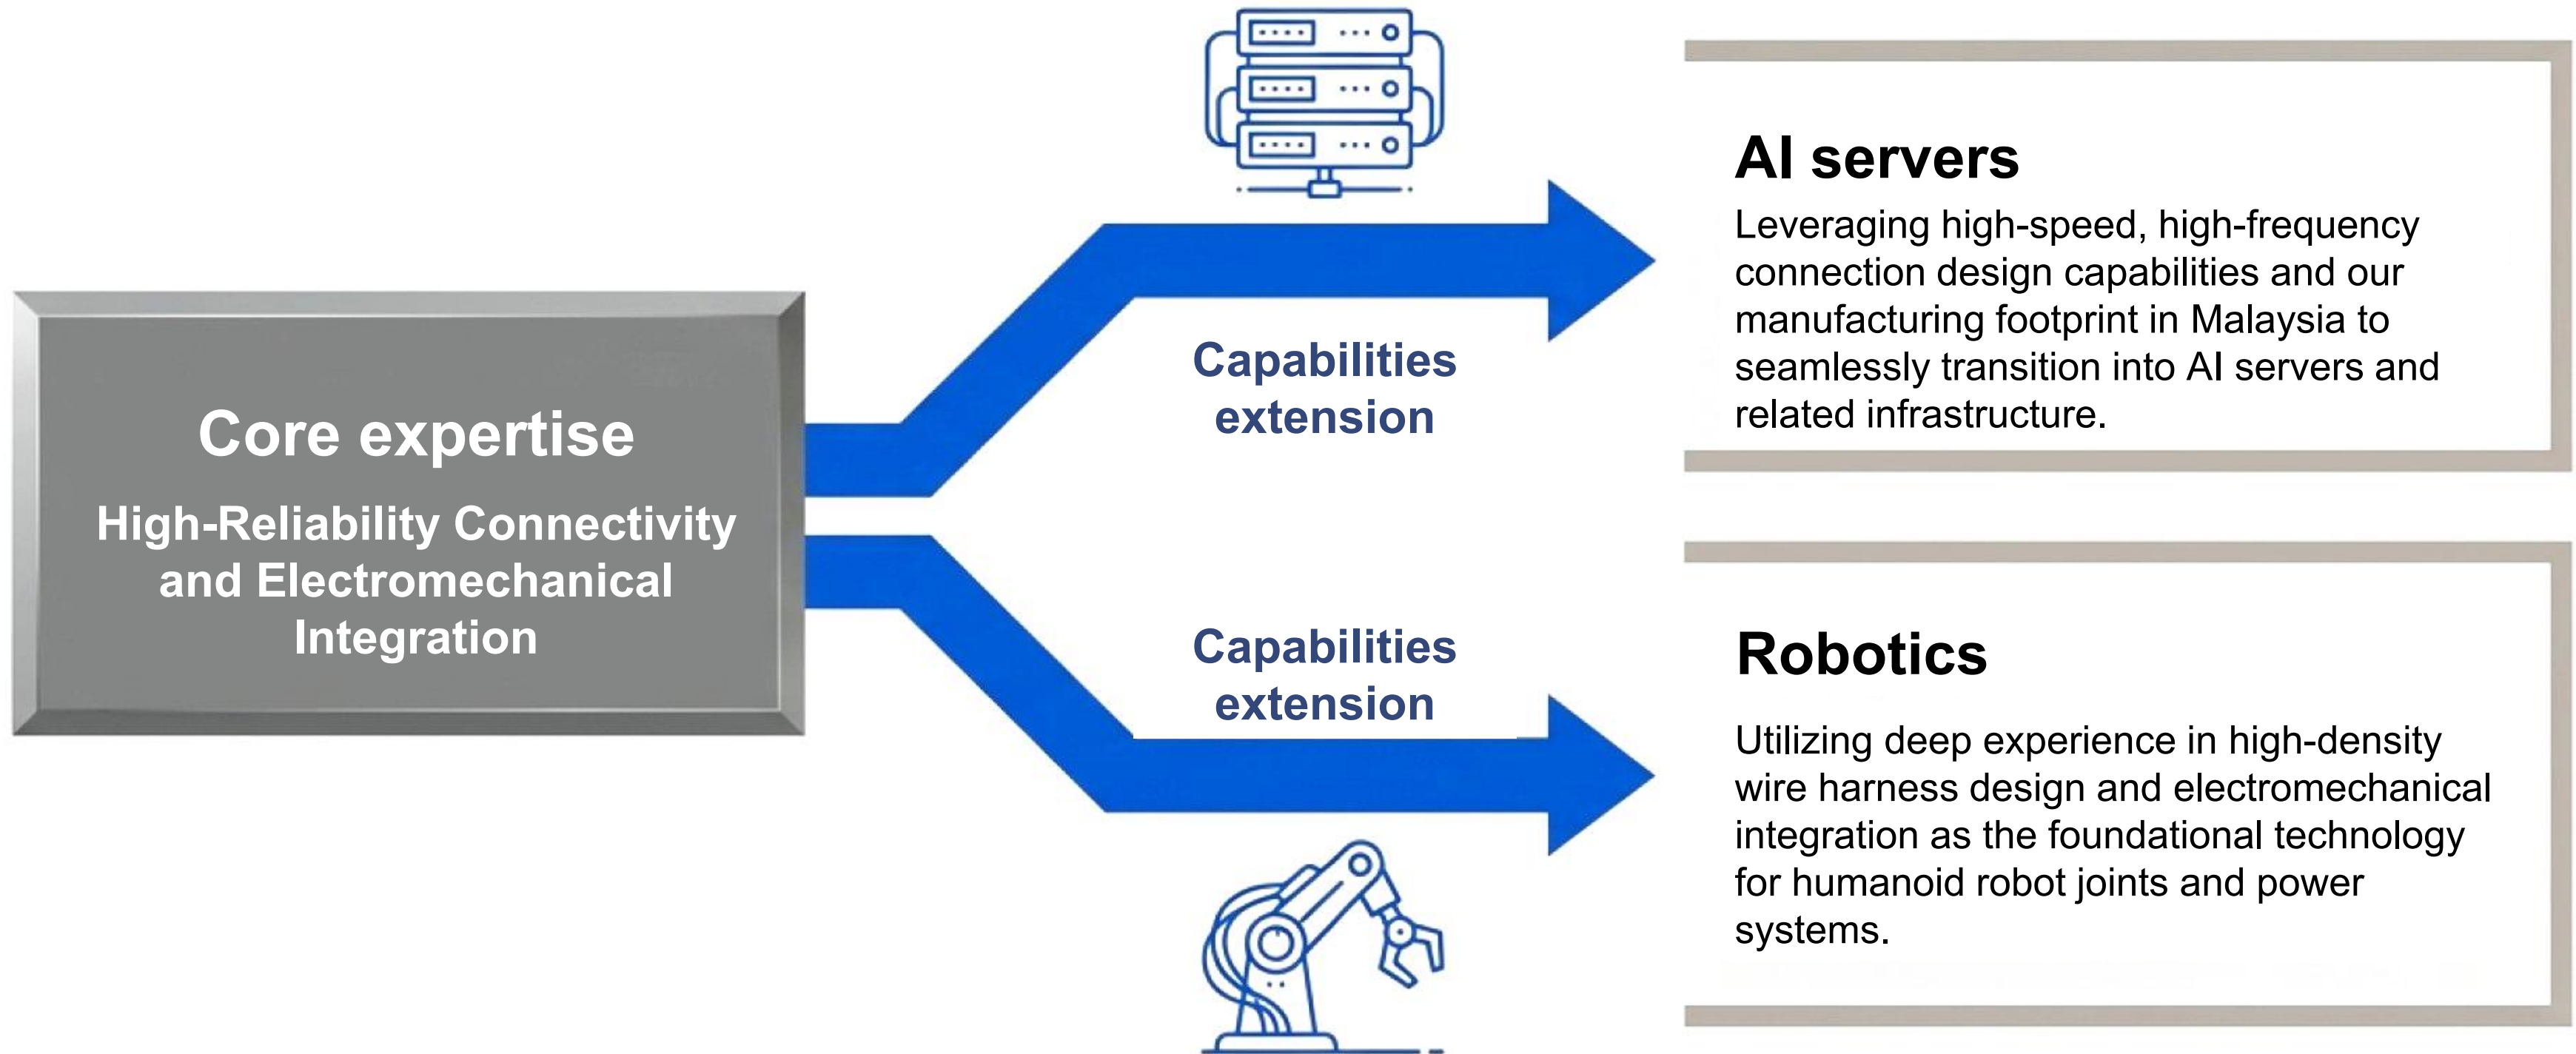 Core expertise
High-Reliability Connectivity
and Electromechanical
Integration
Capabilities
extension
Capabilities
extension
AI servers
Leveraging high-speed, high-frequency
connection design capabilities and our
manufacturing footprint in Malaysia to
seamlessly transition into AI servers and
related infrastructure.
Robotics
Utilizing deep experience in high-density
wire harness design and electromechanical
integration as the foundational technology
for humanoid robot joints and power
systems.